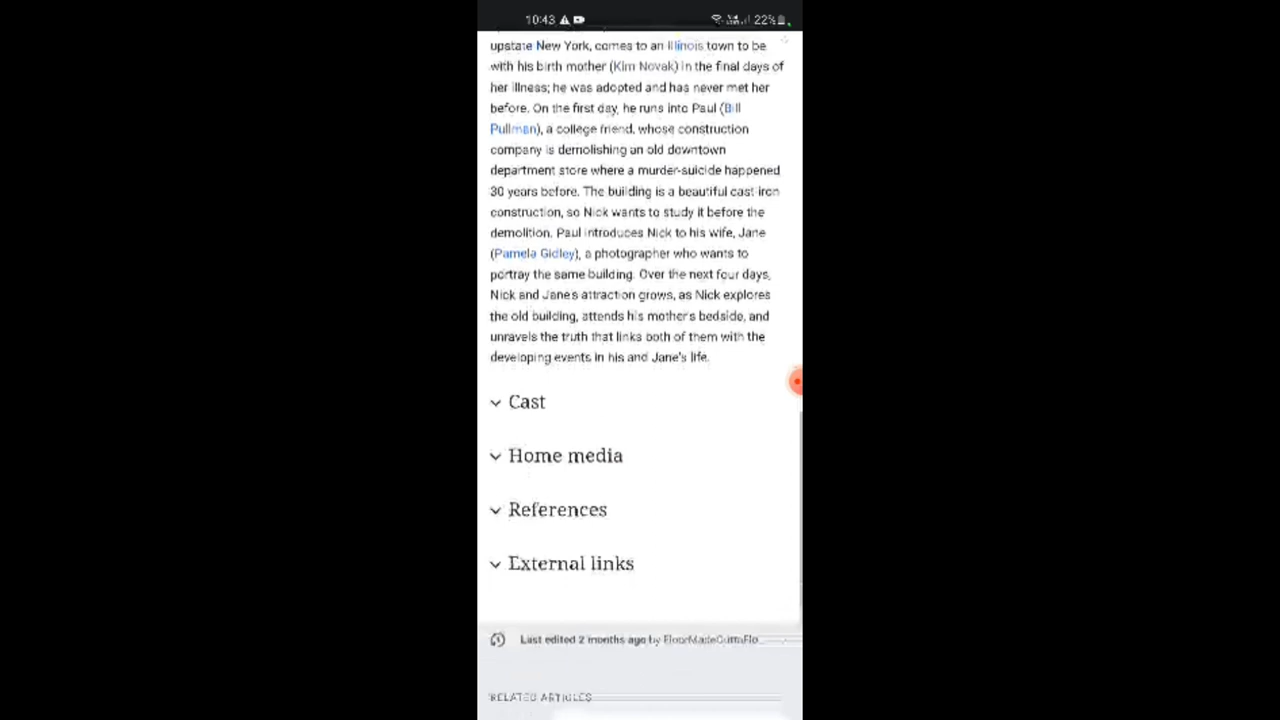 10:43 22%
upstate New York, comes to an Illinois town to be
with his birth mother (Kim Novak) in the final days of
her illness; he was adopted and has never met her
before. On the first day, he runs into Paul (Bill
Pullman), a college friend, whose construction
company is demolishing an old downtown
department store where a murder-suicide happened
30 years before. The building is a beautiful cast iron
construction, so Nick wants to study it before the
demolition. Paul introduces Nick to his wife, Jane
(Pamela Gidley), a photographer who wants to
portray the same building. Over the next four days,
Nick and Jane's attraction grows, as Nick explores
the old building, attends his mother's bedside, and
unravels the truth that links both of them with the
developing events in his and Jane's life.
Cast
Home media
References
External links
Last edited 2 months ago by
RELATED ARTICLES